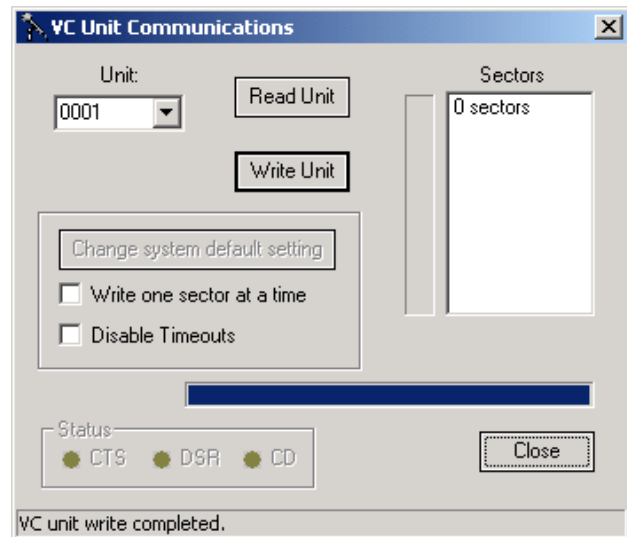 VC Unit Communications
Unit:
0001
Read Unit
Write Unit
Sectors
0 sectors
Change system default setting
Write one sector at a time
Disable Timeouts
Status
CTS DSR CD
Close
VC unit write completed.